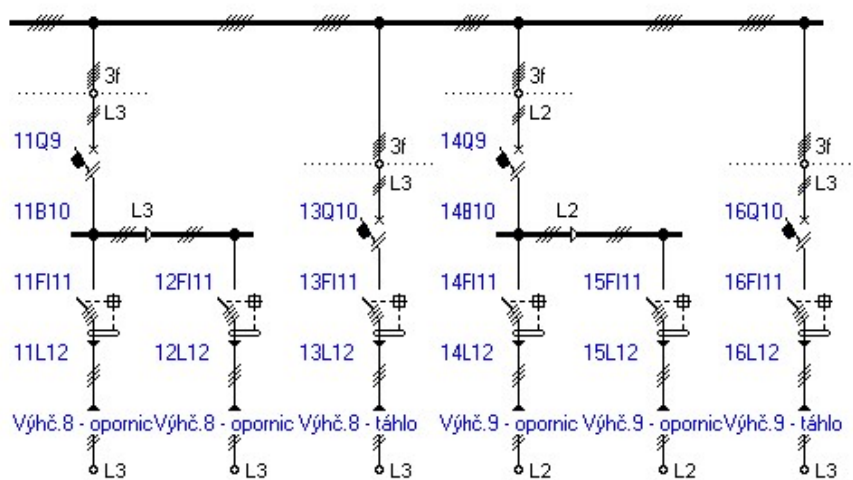 3f 3f
L3 L2
11Q9 14Q9 3f 3f
L3 L3
11B10 L3 13Q10 14B10 L2 16Q10
11FI11 12FI11 13FI11 14FI11 15FI11 16FI11
11L12 12L12 13L12 14L12 15L12 16L12
Výhč.8 - opornic Výhč.8 - opornic Výhč.8 - táhlo Výhč.9 - opornic Výhč.9 - opornic Výhč.9 - táhlo
L3 L3 L3 L2 L2 L3